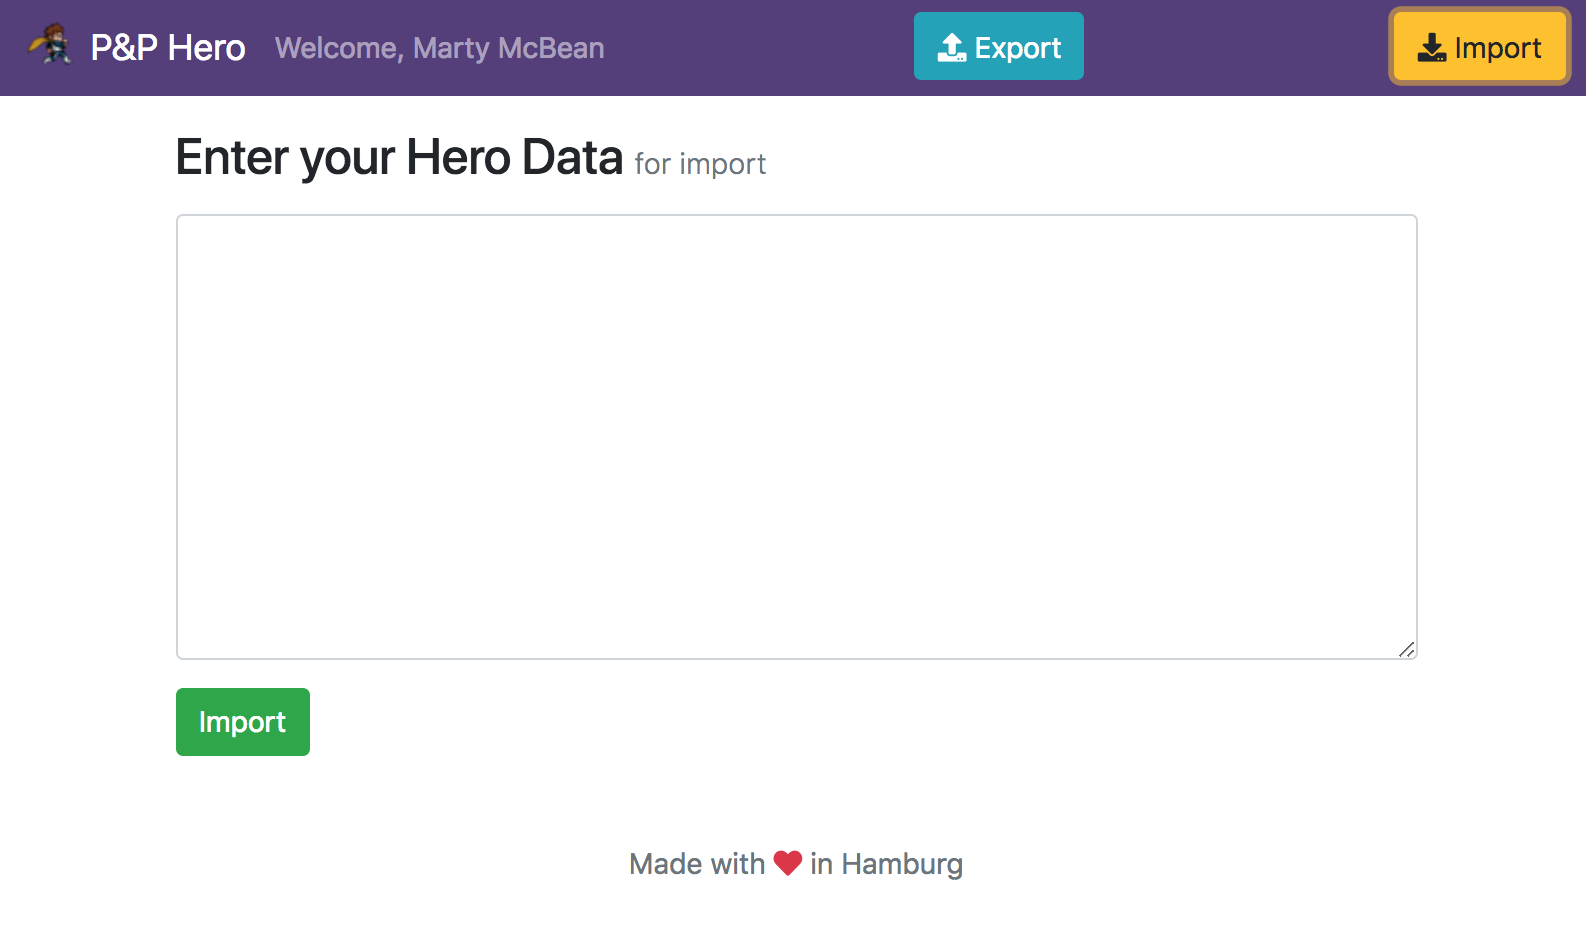 P&P Hero Welcome, Marty McBean Export Import
Enter your Hero Data for import
Import
Made with in Hamburg